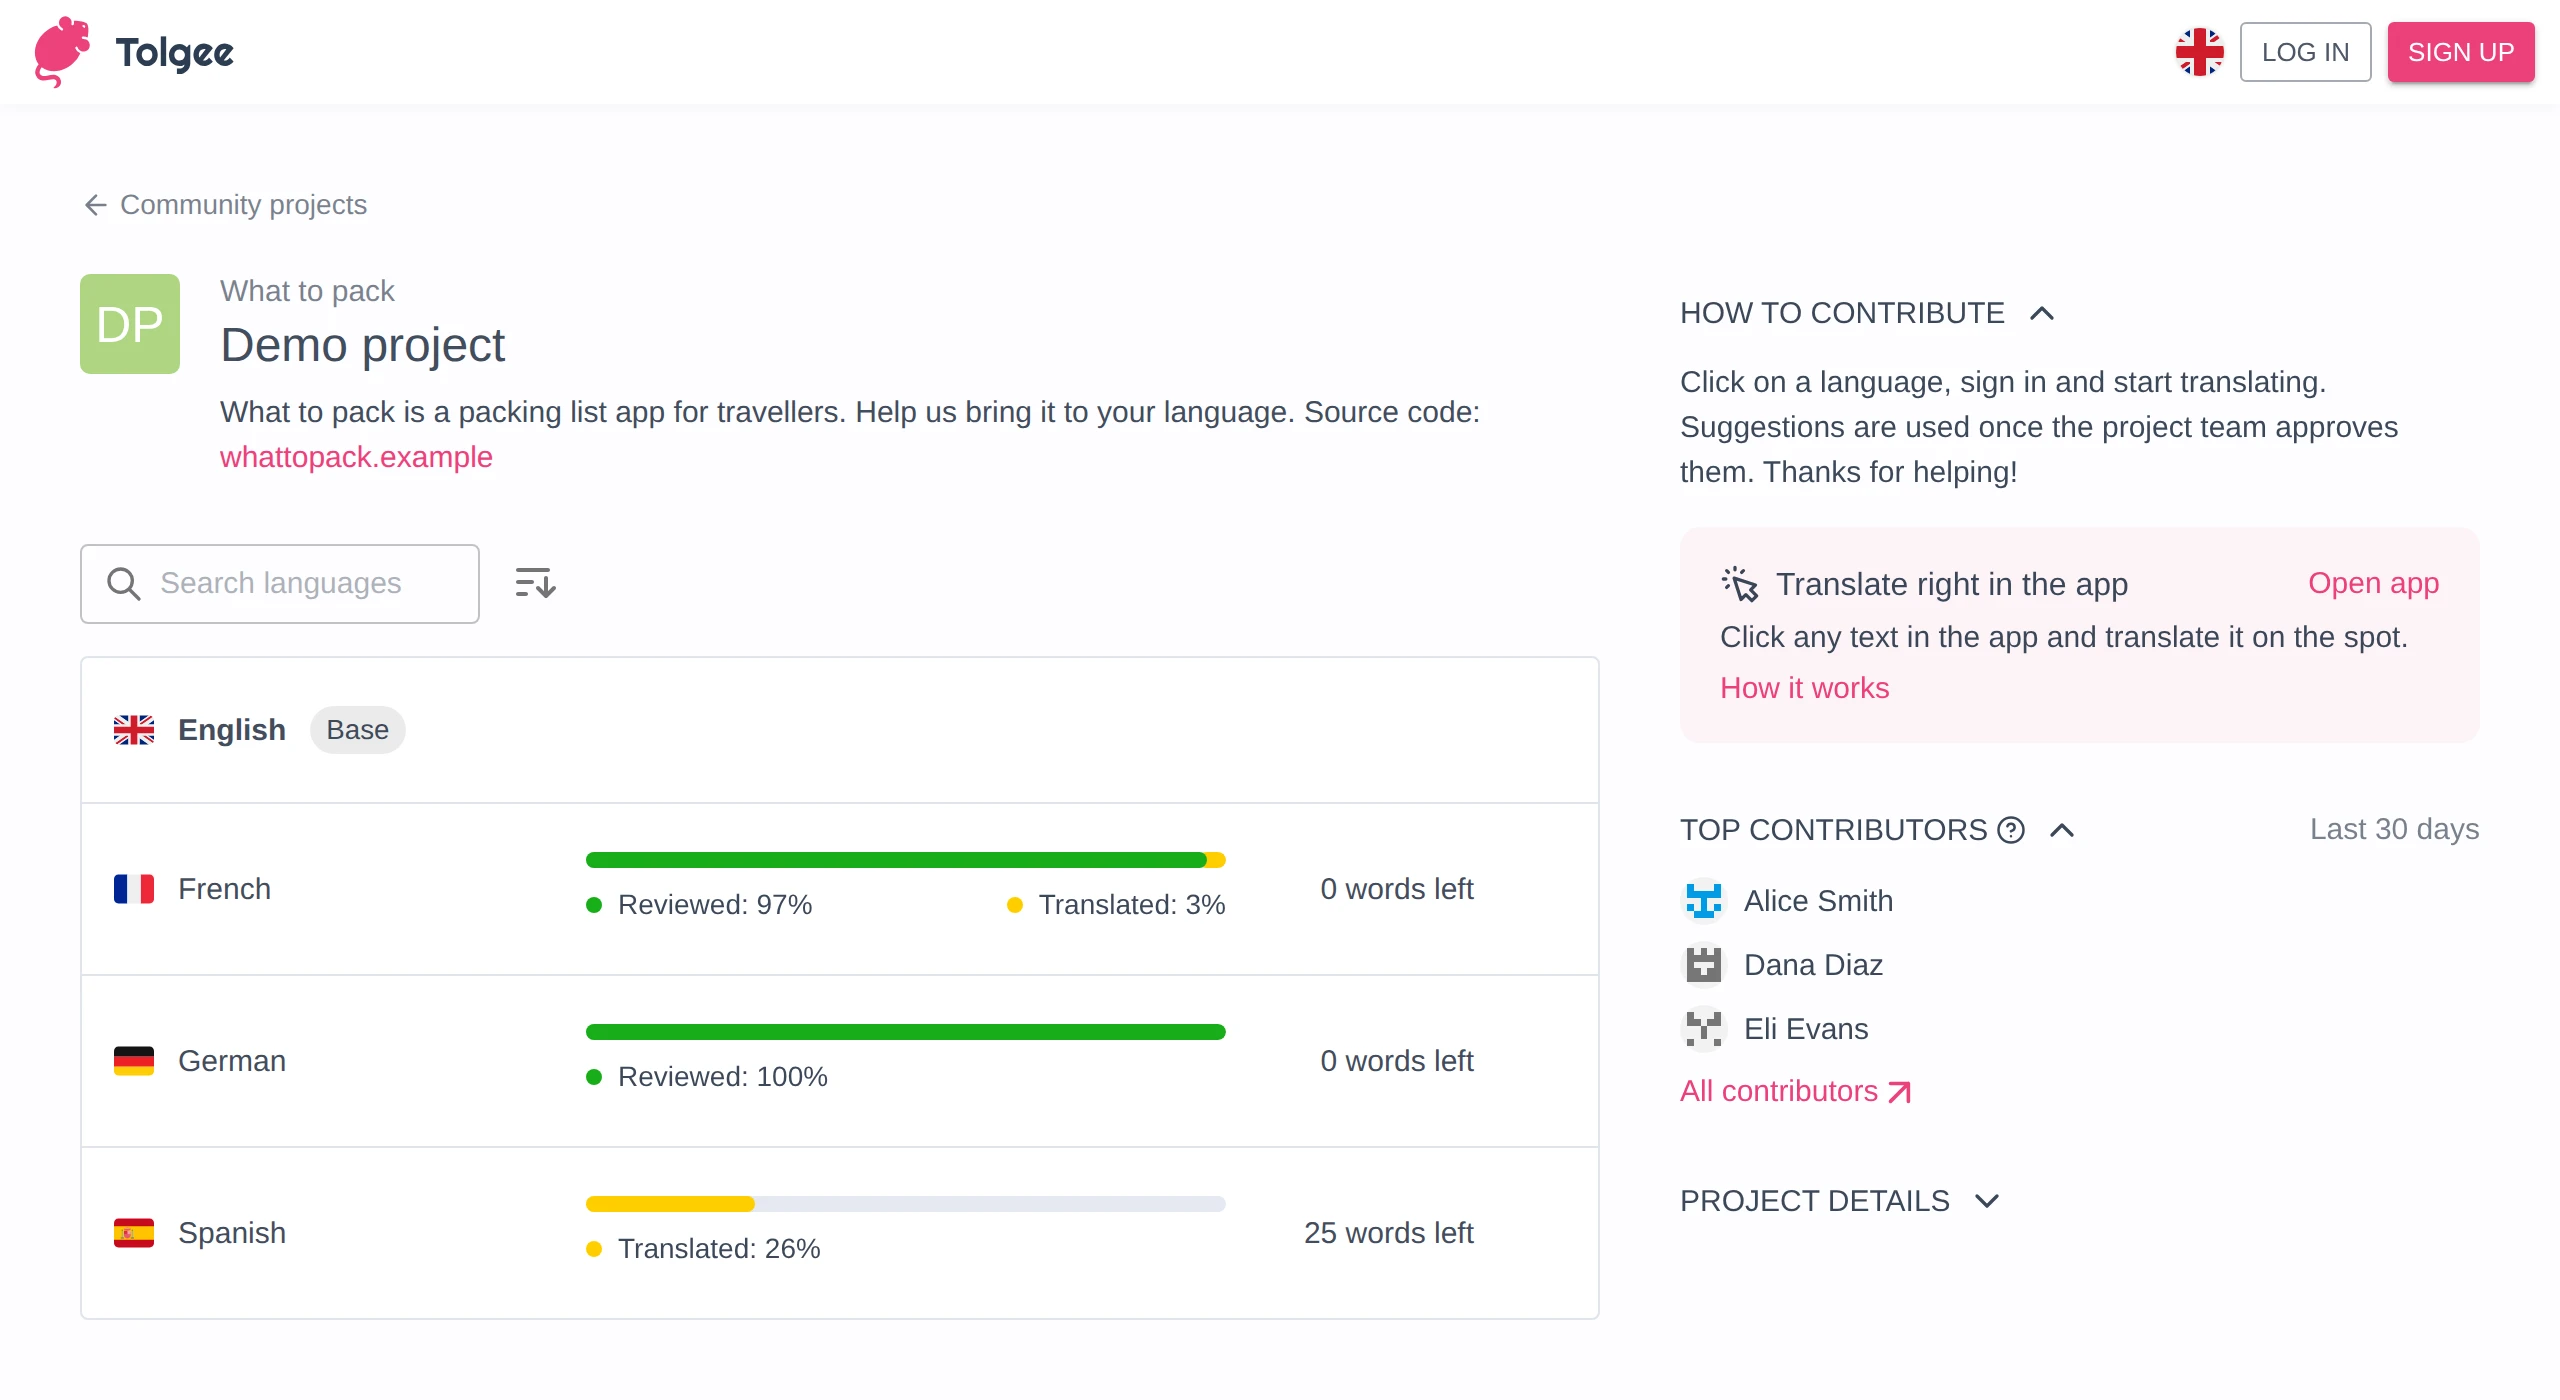 Tolgee
LOG IN
SIGN UP
Community projects
DP
What to pack
Demo project
What to pack is a packing list app for travellers. Help us bring it to your language. Source code:
whattopack.example
Search languages
English
Base
French
Reviewed: 97%
Translated: 3%
0 words left
German
Reviewed: 100%
0 words left
Spanish
Translated: 26%
25 words left
HOW TO CONTRIBUTE
Click on a language, sign in and start translating.
Suggestions are used once the project team approves
them. Thanks for helping!
Translate right in the app
Open app
Click any text in the app and translate it on the spot.
How it works
TOP CONTRIBUTORS
Last 30 days
Alice Smith
Dana Diaz
Eli Evans
All contributors
PROJECT DETAILS